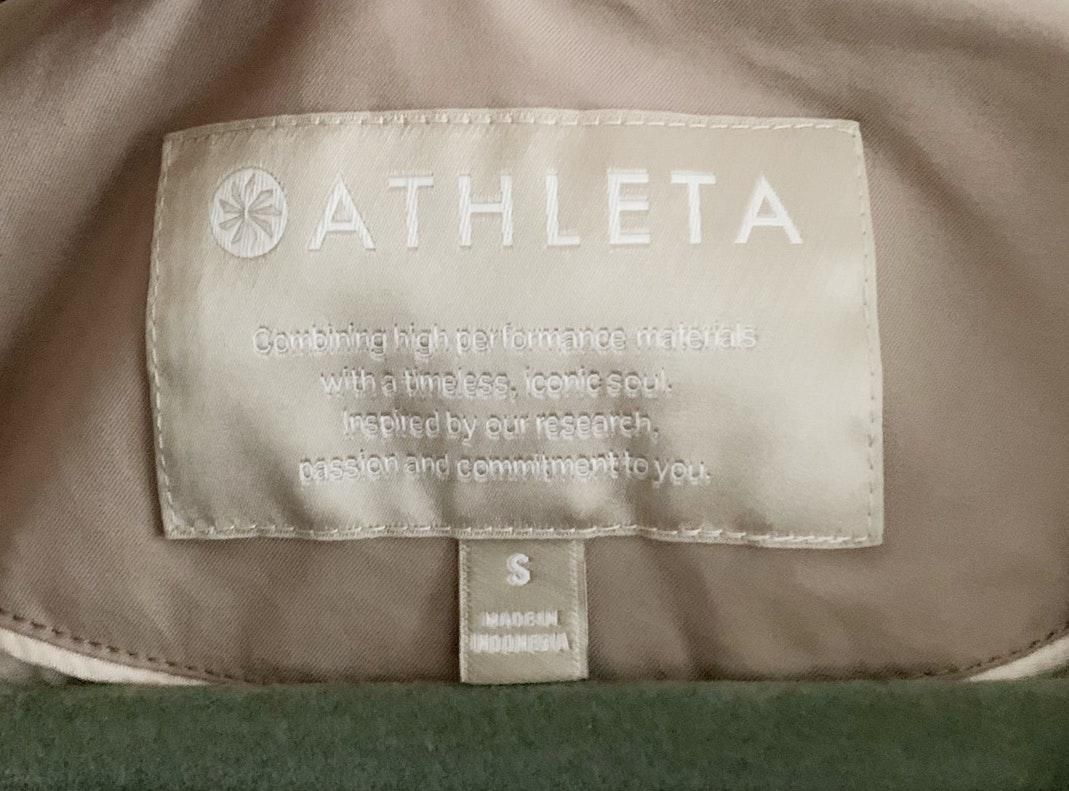 ATHLETA
Combining high performance materials
with a timeless, iconic soul.
Inspired by our research,
passion and commitment to you.
S
MADE IN
INDONESIA